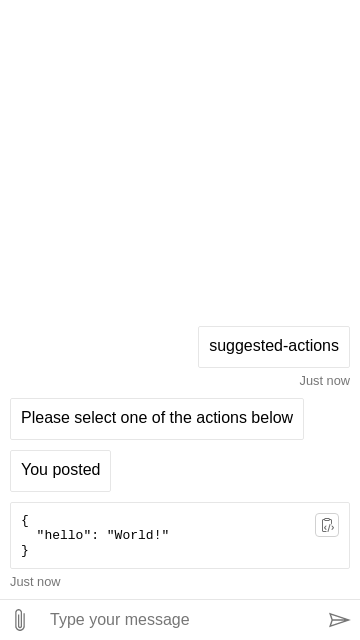 suggested-actions
Just now
Please select one of the actions below
You posted
{
  "hello": "World!"
}
Just now
Type your message